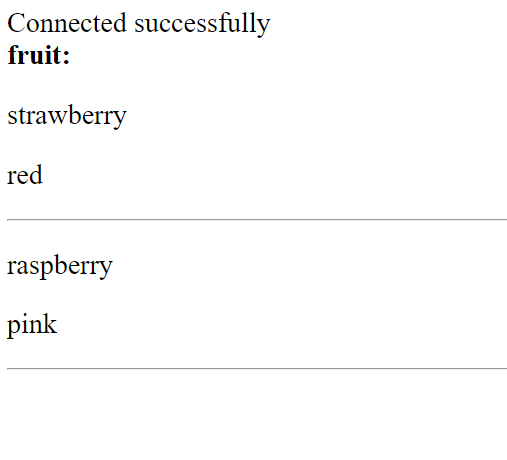 Connected successfully
fruit:
strawberry
red
raspberry
pink